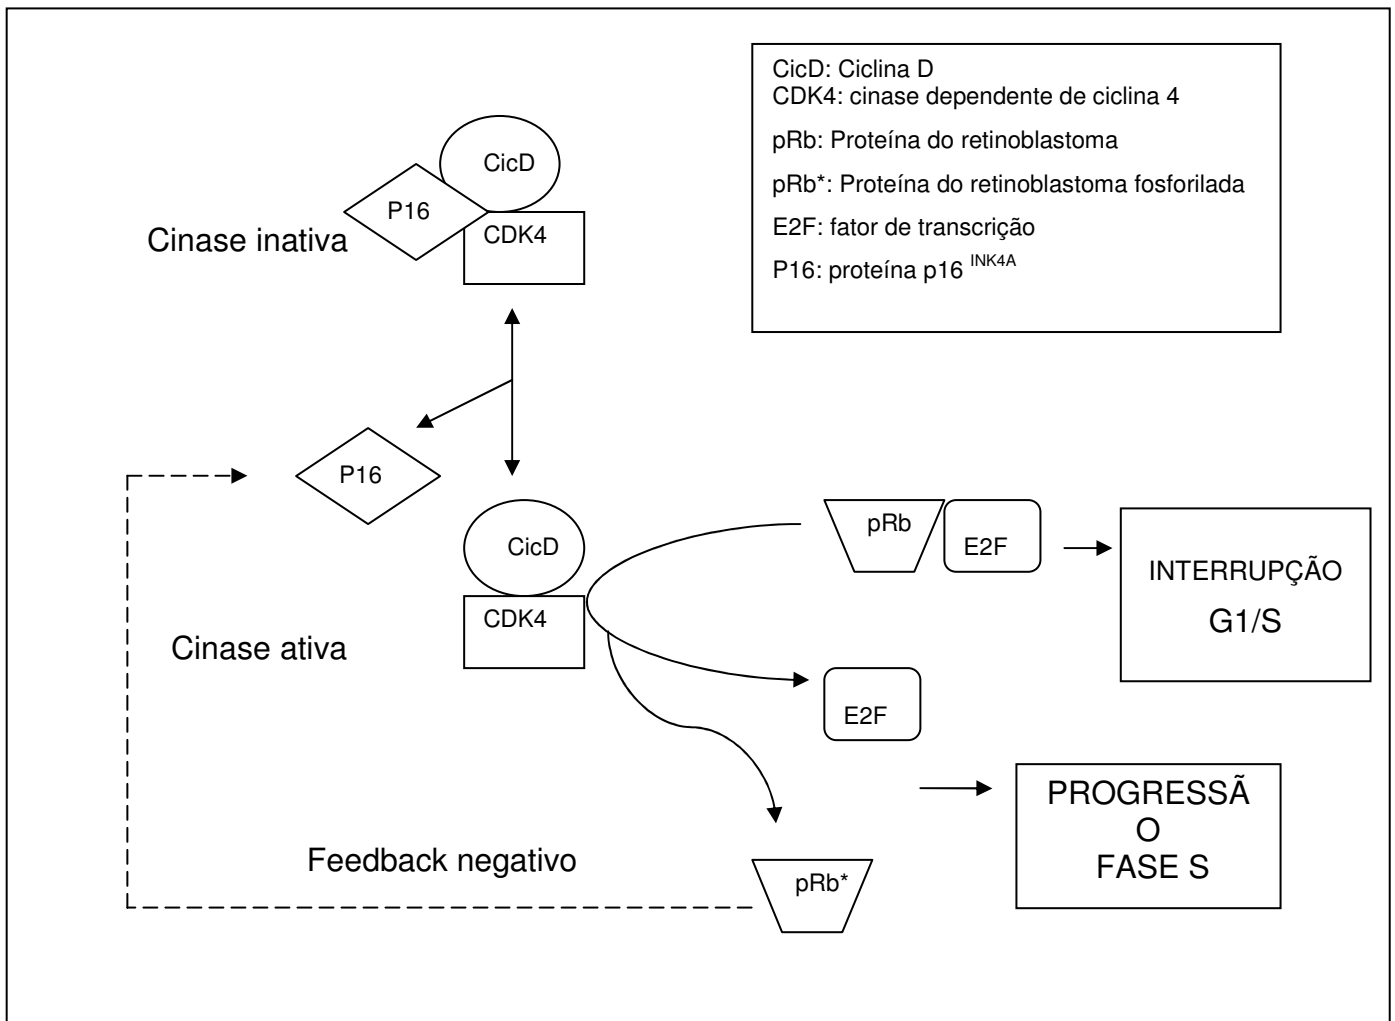 CicD: Ciclina D
CDK4: cinase dependente de ciclina 4
pRb: Proteína do retinoblastoma
pRb*: Proteína do retinoblastoma fosforilada
E2F: fator de transcrição
P16: proteína p16 INK4A
CicD
P16
CDK4
Cinase inativa
P16
CicD
CDK4
Cinase ativa
pRb
E2F
INTERRUPÇÃO
G1/S
E2F
PROGRESSÃ
O
FASE S
Feedback negativo
pRb*